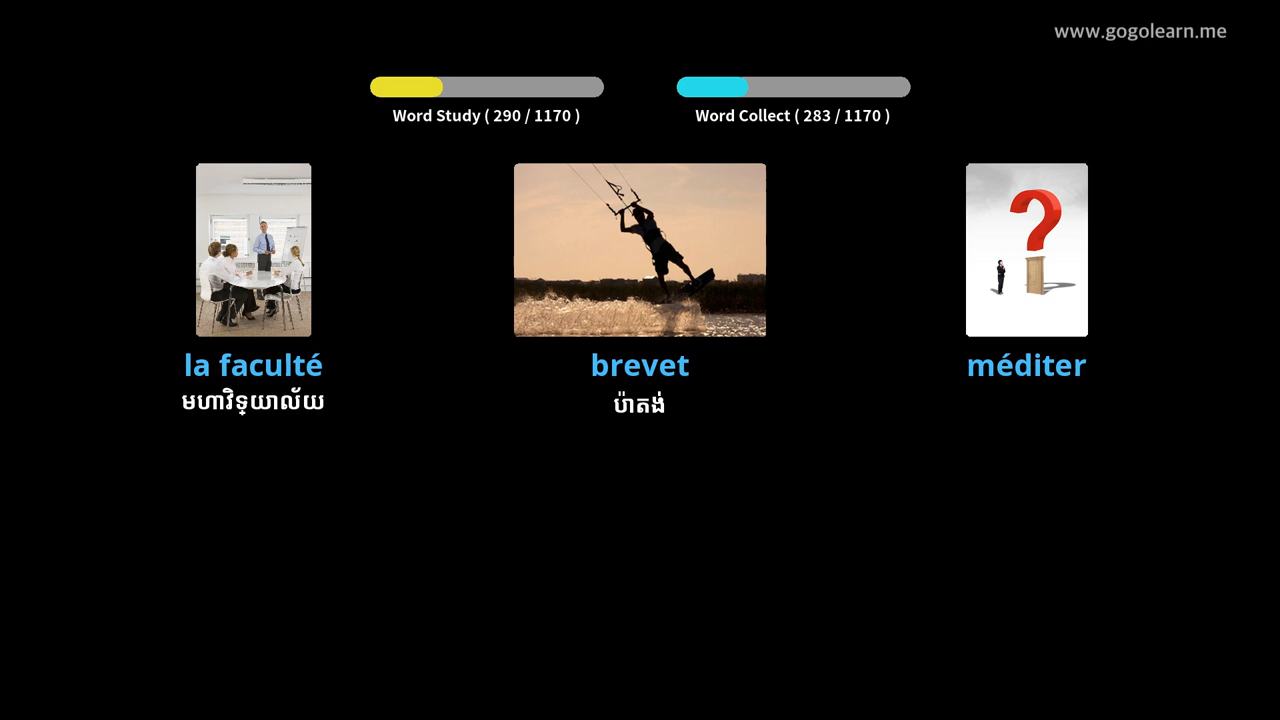 www.gogolearn.me
Word Study ( 290 / 1170 )
Word Collect ( 283 / 1170 )
la faculté
មហាវិទ្យាល័យ
brevet
ប៉ាតង់
méditer